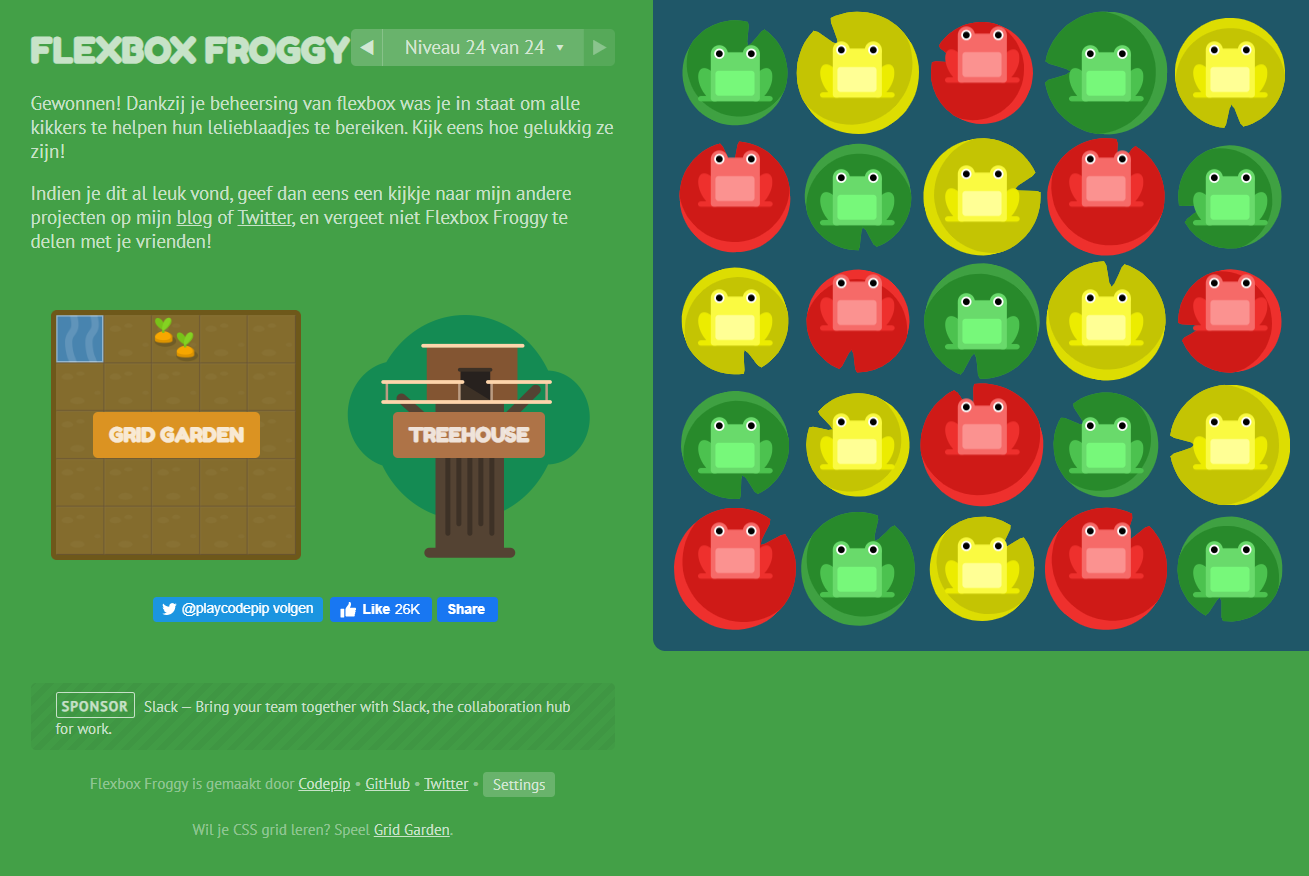 FLEXBOX FROGGY
Niveau 24 van 24
Gewonnen! Dankzij je beheersing van flexbox was je in staat om alle
kikkers te helpen hun lelieblaadjes te bereiken. Kijk eens hoe gelukkig ze
zijn!
Indien je dit al leuk vond, geef dan eens een kijkje naar mijn andere
projecten op mijn blog of Twitter, en vergeet niet Flexbox Froggy te
delen met je vrienden!
GRID GARDEN
TREEHOUSE
@playcodepip volgen
Like 26K
Share
SPONSOR Slack — Bring your team together with Slack, the collaboration hub
for work.
Flexbox Froggy is gemaakt door Codepip • GitHub • Twitter • Settings
Wil je CSS grid leren? Speel Grid Garden.